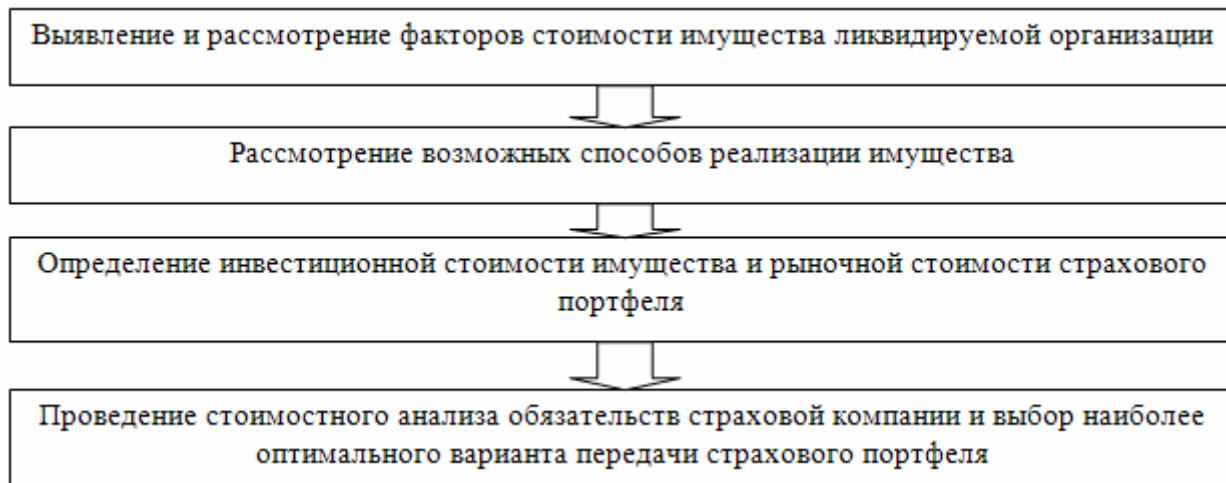 Выявление и рассмотрение факторов стоимости имущества ликвидируемой организации
Рассмотрение возможных способов реализации имущества
Определение инвестиционной стоимости имущества и рыночной стоимости страхового
портфеля
Проведение стоимостного анализа обязательств страховой компании и выбор наиболее
оптимального варианта передачи страхового портфеля